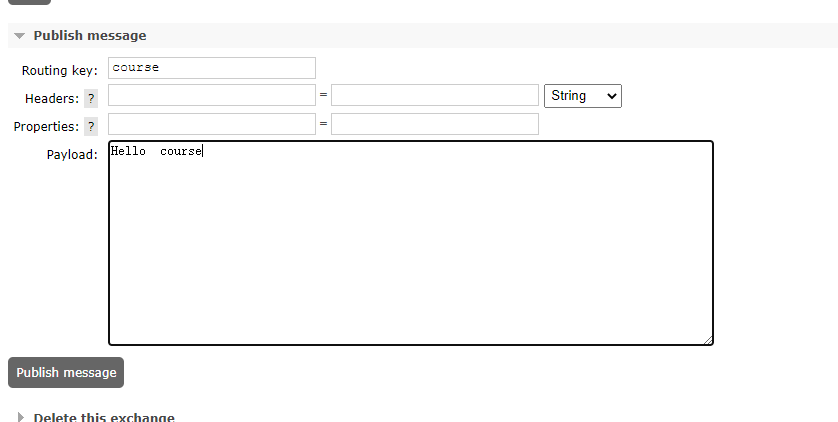 Publish message
Routing key: course
Headers: ? = String
Properties: ? =
Payload: Hello  course
Publish message
Delete this exchange